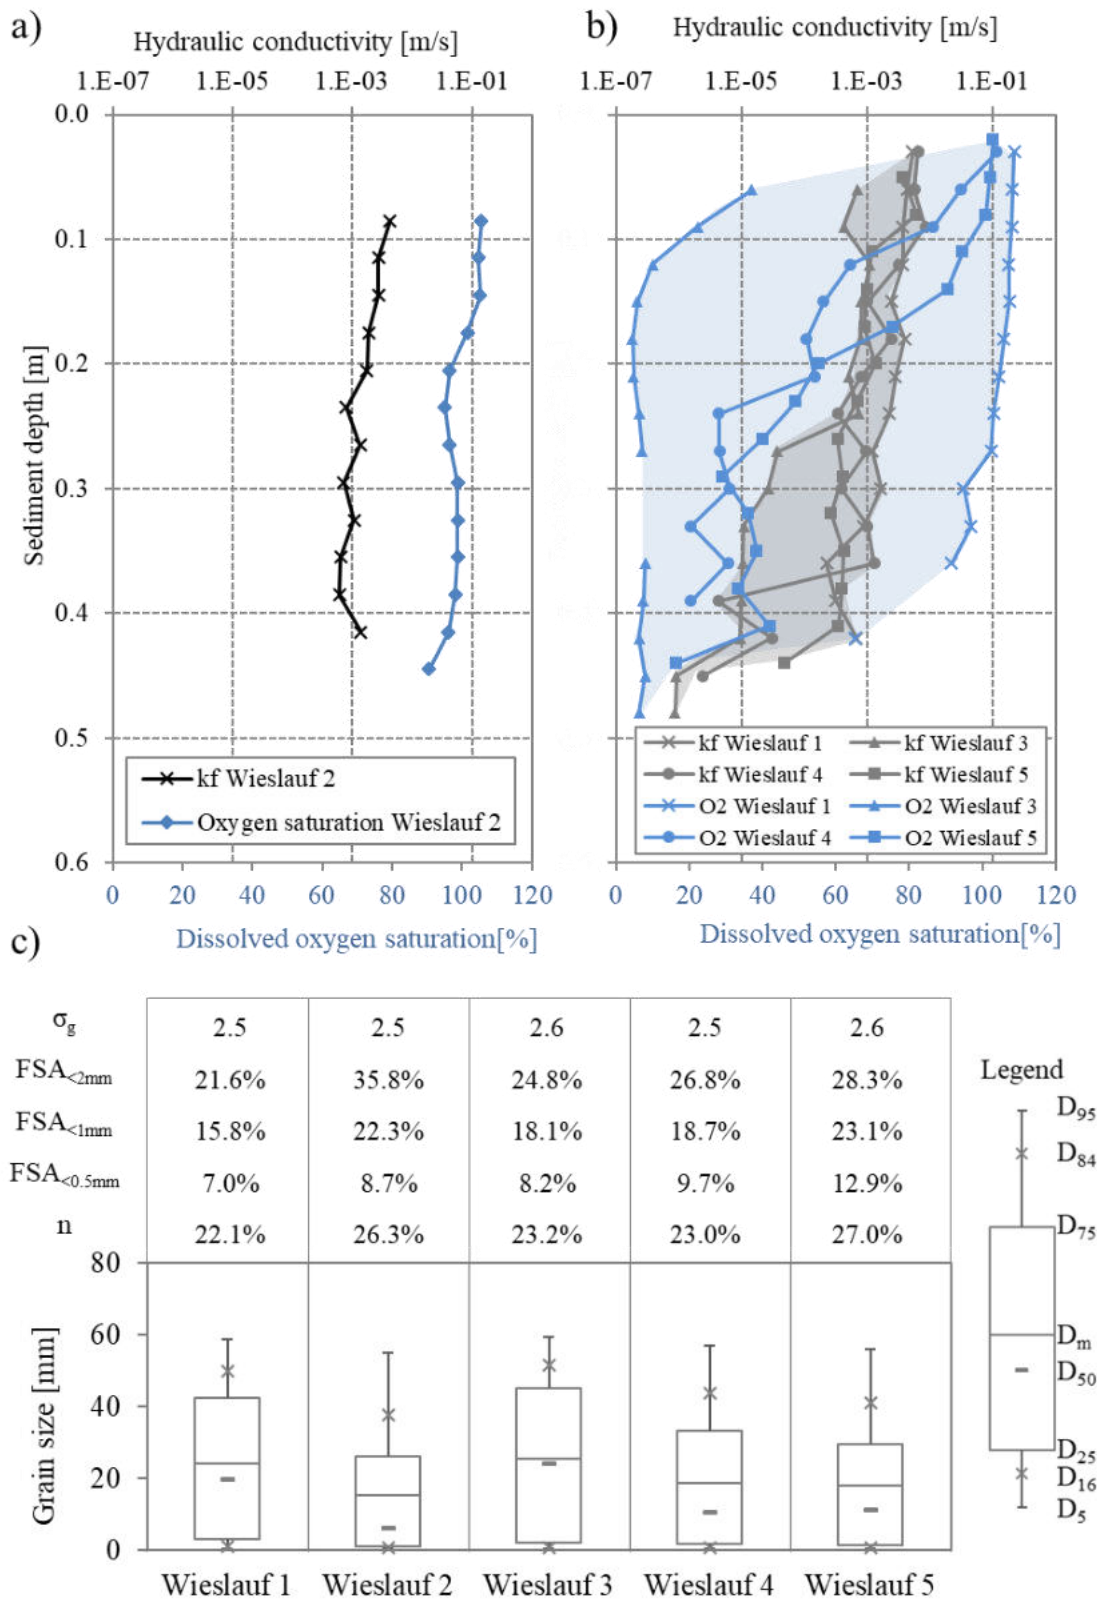 a)
Hydraulic conductivity [m/s]
1.E-07 1.E-05 1.E-03 1.E-01
0.0
0.1
0.2
0.3
0.4
0.5
0.6
Sediment depth [m]
kf Wieslauf 2
Oxygen saturation Wieslauf 2
0 20 40 60 80 100 120
Dissolved oxygen saturation[%]
b)
Hydraulic conductivity [m/s]
1.E-07 1.E-05 1.E-03 1.E-01
kf Wieslauf 1 kf Wieslauf 3
kf Wieslauf 4 kf Wieslauf 5
O2 Wieslauf 1 O2 Wieslauf 3
O2 Wieslauf 4 O2 Wieslauf 5
0 20 40 60 80 100 120
Dissolved oxygen saturation[%]
c)
σg 2.5 2.5 2.6 2.5 2.6
FSA<2mm 21.6% 35.8% 24.8% 26.8% 28.3%
FSA<1mm 15.8% 22.3% 18.1% 18.7% 23.1%
FSA<0.5mm 7.0% 8.7% 8.2% 9.7% 12.9%
n 22.1% 26.3% 23.2% 23.0% 27.0%
80
60
40
20
0
Grain size [mm]
Wieslauf 1 Wieslauf 2 Wieslauf 3 Wieslauf 4 Wieslauf 5
Legend
D95
D84
D75
Dm
D50
D25
D16
D5